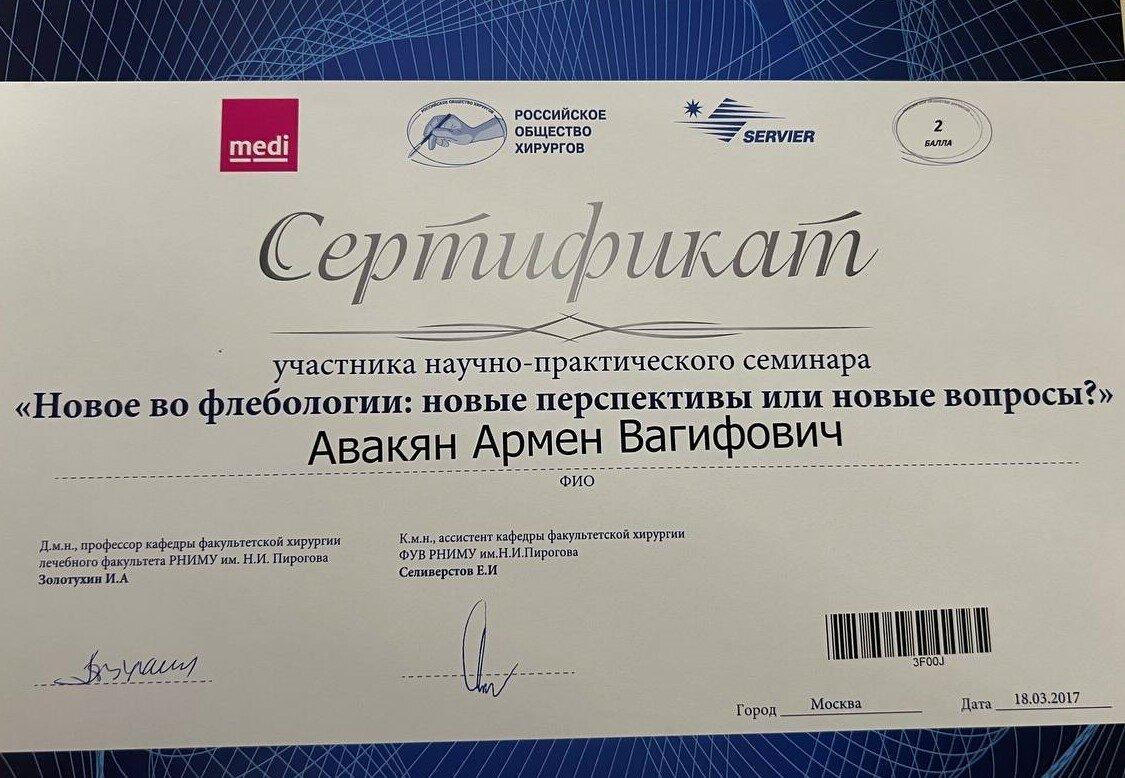 medi
РОССИЙСКОЕ
ОБЩЕСТВО
ХИРУРГОВ
SERVIER
2
БАЛЛА
Сертификат
участника научно-практического семинара
«Новое во флебологии: новые перспективы или новые вопросы?»
Авакян Армен Вагифович
ФИО
Д.м.н., профессор кафедры факультетской хирургии
лечебного факультета РНИМУ им. Н.И. Пирогова
Золотухин И.А
К.м.н., ассистент кафедры факультетской хирургии
ФУВ РНИМУ им.Н.И.Пирогова
Селиверстов Е.И
3F00J
Город Москва
Дата 18.03.2017